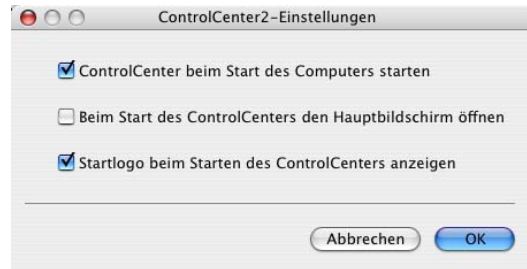 ControlCenter2-Einstellungen
ControlCenter beim Start des Computers starten
Beim Start des ControlCenters den Hauptbildschirm öffnen
Startlogo beim Starten des ControlCenters anzeigen
Abbrechen OK